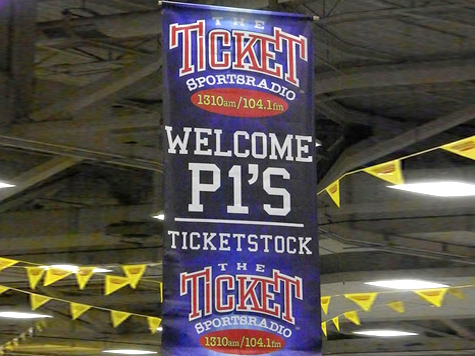 THE
TICKET
SPORTSRADIO
1310am/104.1fm
WELCOME
P1'S
TICKETSTOCK
THE
TICKET
SPORTSRADIO
1310am/104.1fm